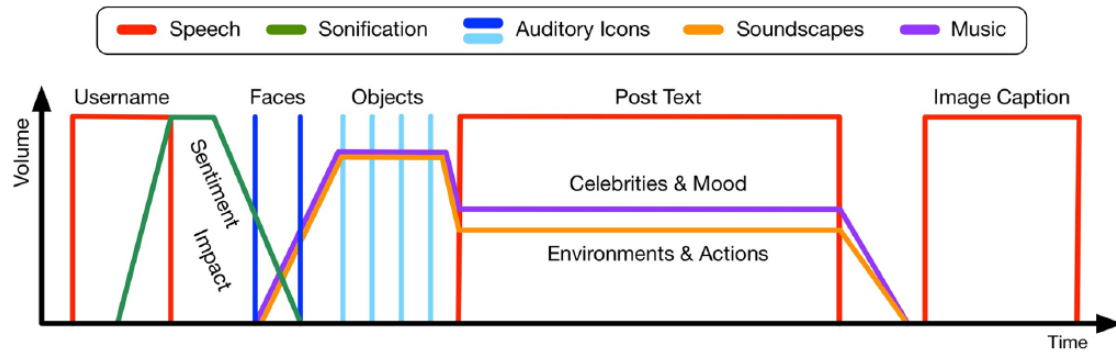 Speech Sonification Auditory Icons Soundscapes Music
Username Faces Objects Post Text Image Caption
Volume
Sentiment
Impact
Celebrities & Mood
Environments & Actions
Time